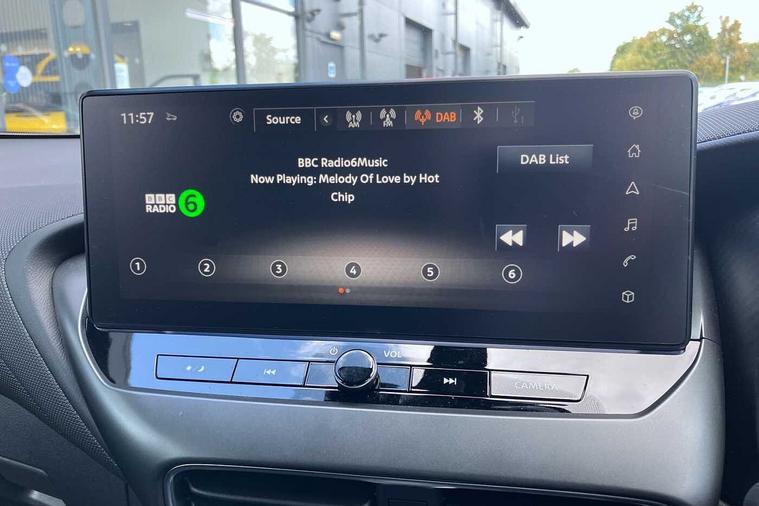 11:57
Source
AM
FM
DAB
BBC Radio6Music
Now Playing: Melody Of Love by Hot
Chip
DAB List
BBC
RADIO 6
1 2 3 4 5 6
VOL
CAMERA